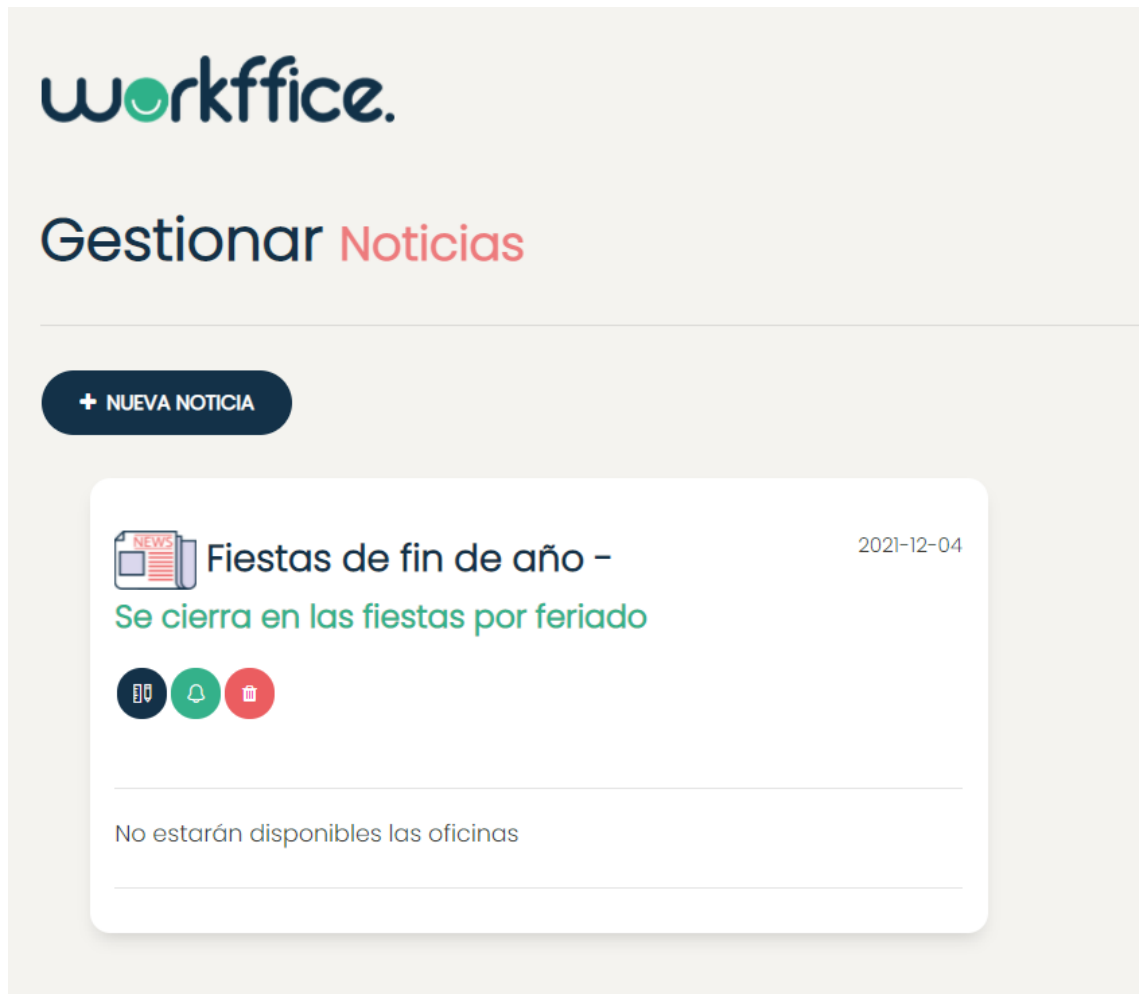 workffice.
Gestionar Noticias
+ NUEVA NOTICIA
NEWS
Fiestas de fin de año -
2021-12-04
Se cierra en las fiestas por feriado
No estarán disponibles las oficinas